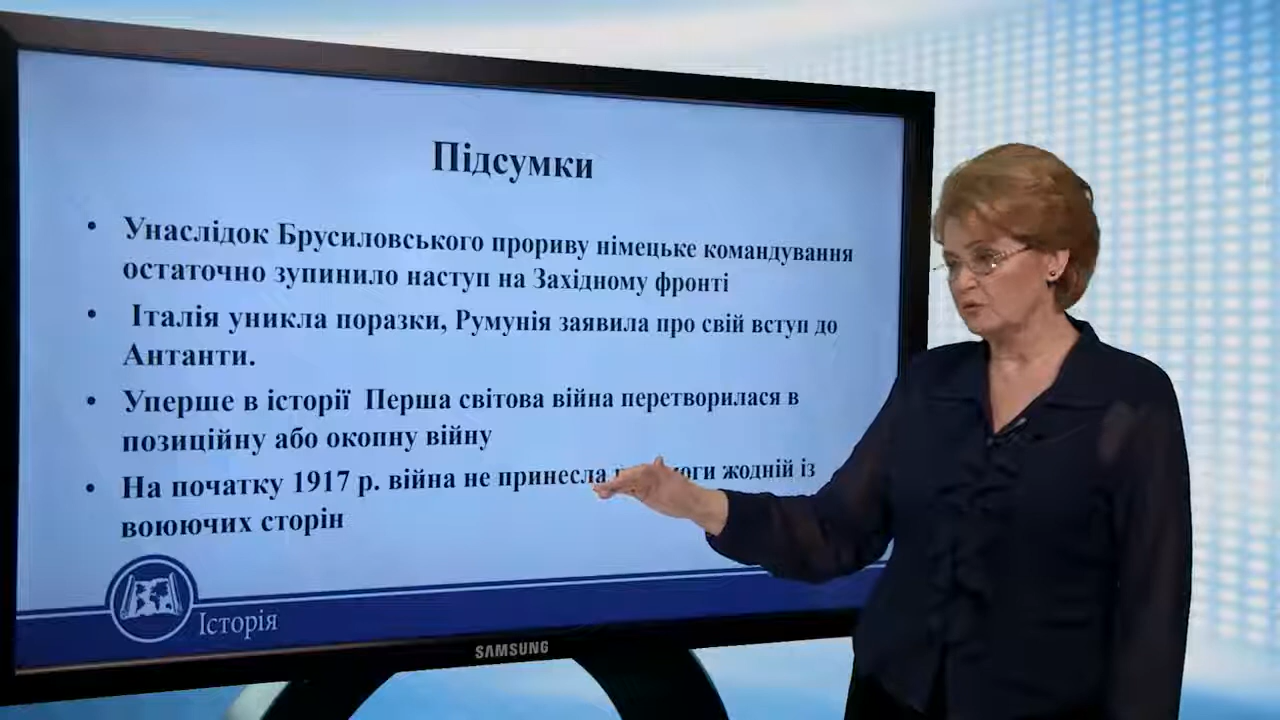 Підсумки
• Унаслідок Брусиловського прориву німецьке командування
остаточно зупинило наступ на Західному фронті
• Італія уникла поразки, Румунія заявила про свій вступ до
Антанти.
• Уперше в історії Перша світова війна перетворилася в
позиційну або окопну війну
• На початку 1917 р. війна не принесла жодній із
воюючих сторін
Історія
SAMSUNG